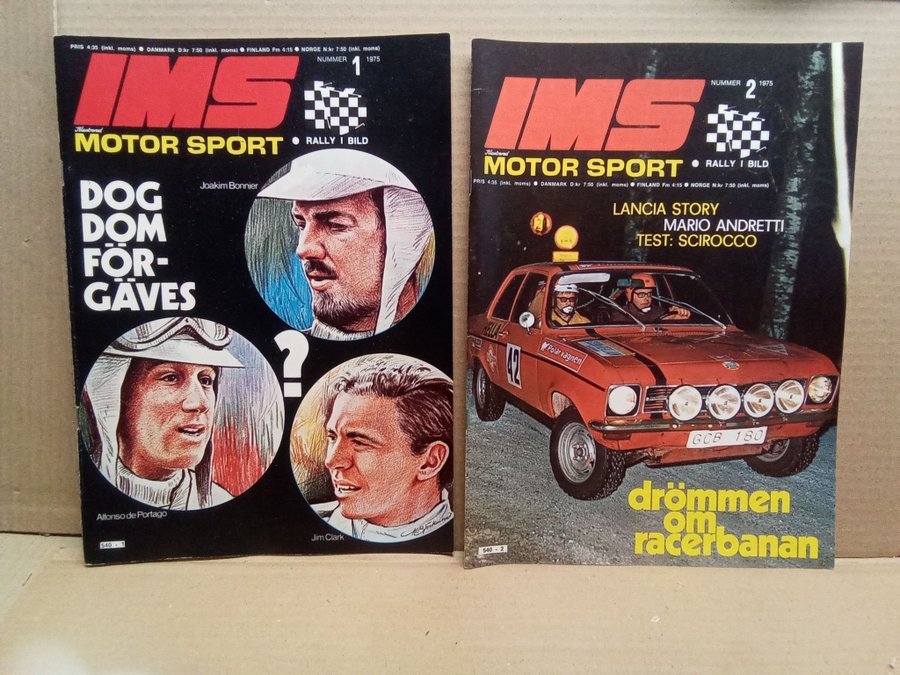 PRIS 4:35 (inkl. moms) ● DANMARK D:kr 7:50 (inkl. moms) ● FINLAND Fm 4:15 ● NORGE N:kr 7:50 (inkl. moms)
IMS
NUMMER 1 1975
Illustrerad
MOTOR SPORT ● RALLY I BILD
Joakim Bonnier
DOG
DOM
FÖR-
GÄVES
?
Alfonso de Portago
Jim Clark
540 - 1
IMS
NUMMER 2 1975
Illustrerad
MOTOR SPORT ● RALLY I BILD
PRIS 4:35 (inkl. moms) ● DANMARK D:kr 7:50 (inkl. moms) ● FINLAND Fm 4:15 ● NORGE N:kr 7:50 (inkl. moms)
LANCIA STORY
MARIO ANDRETTI
TEST: SCIROCCO
Polar vagnen
42
GCB 180
drömmen
om
racerbanan
540 - 2